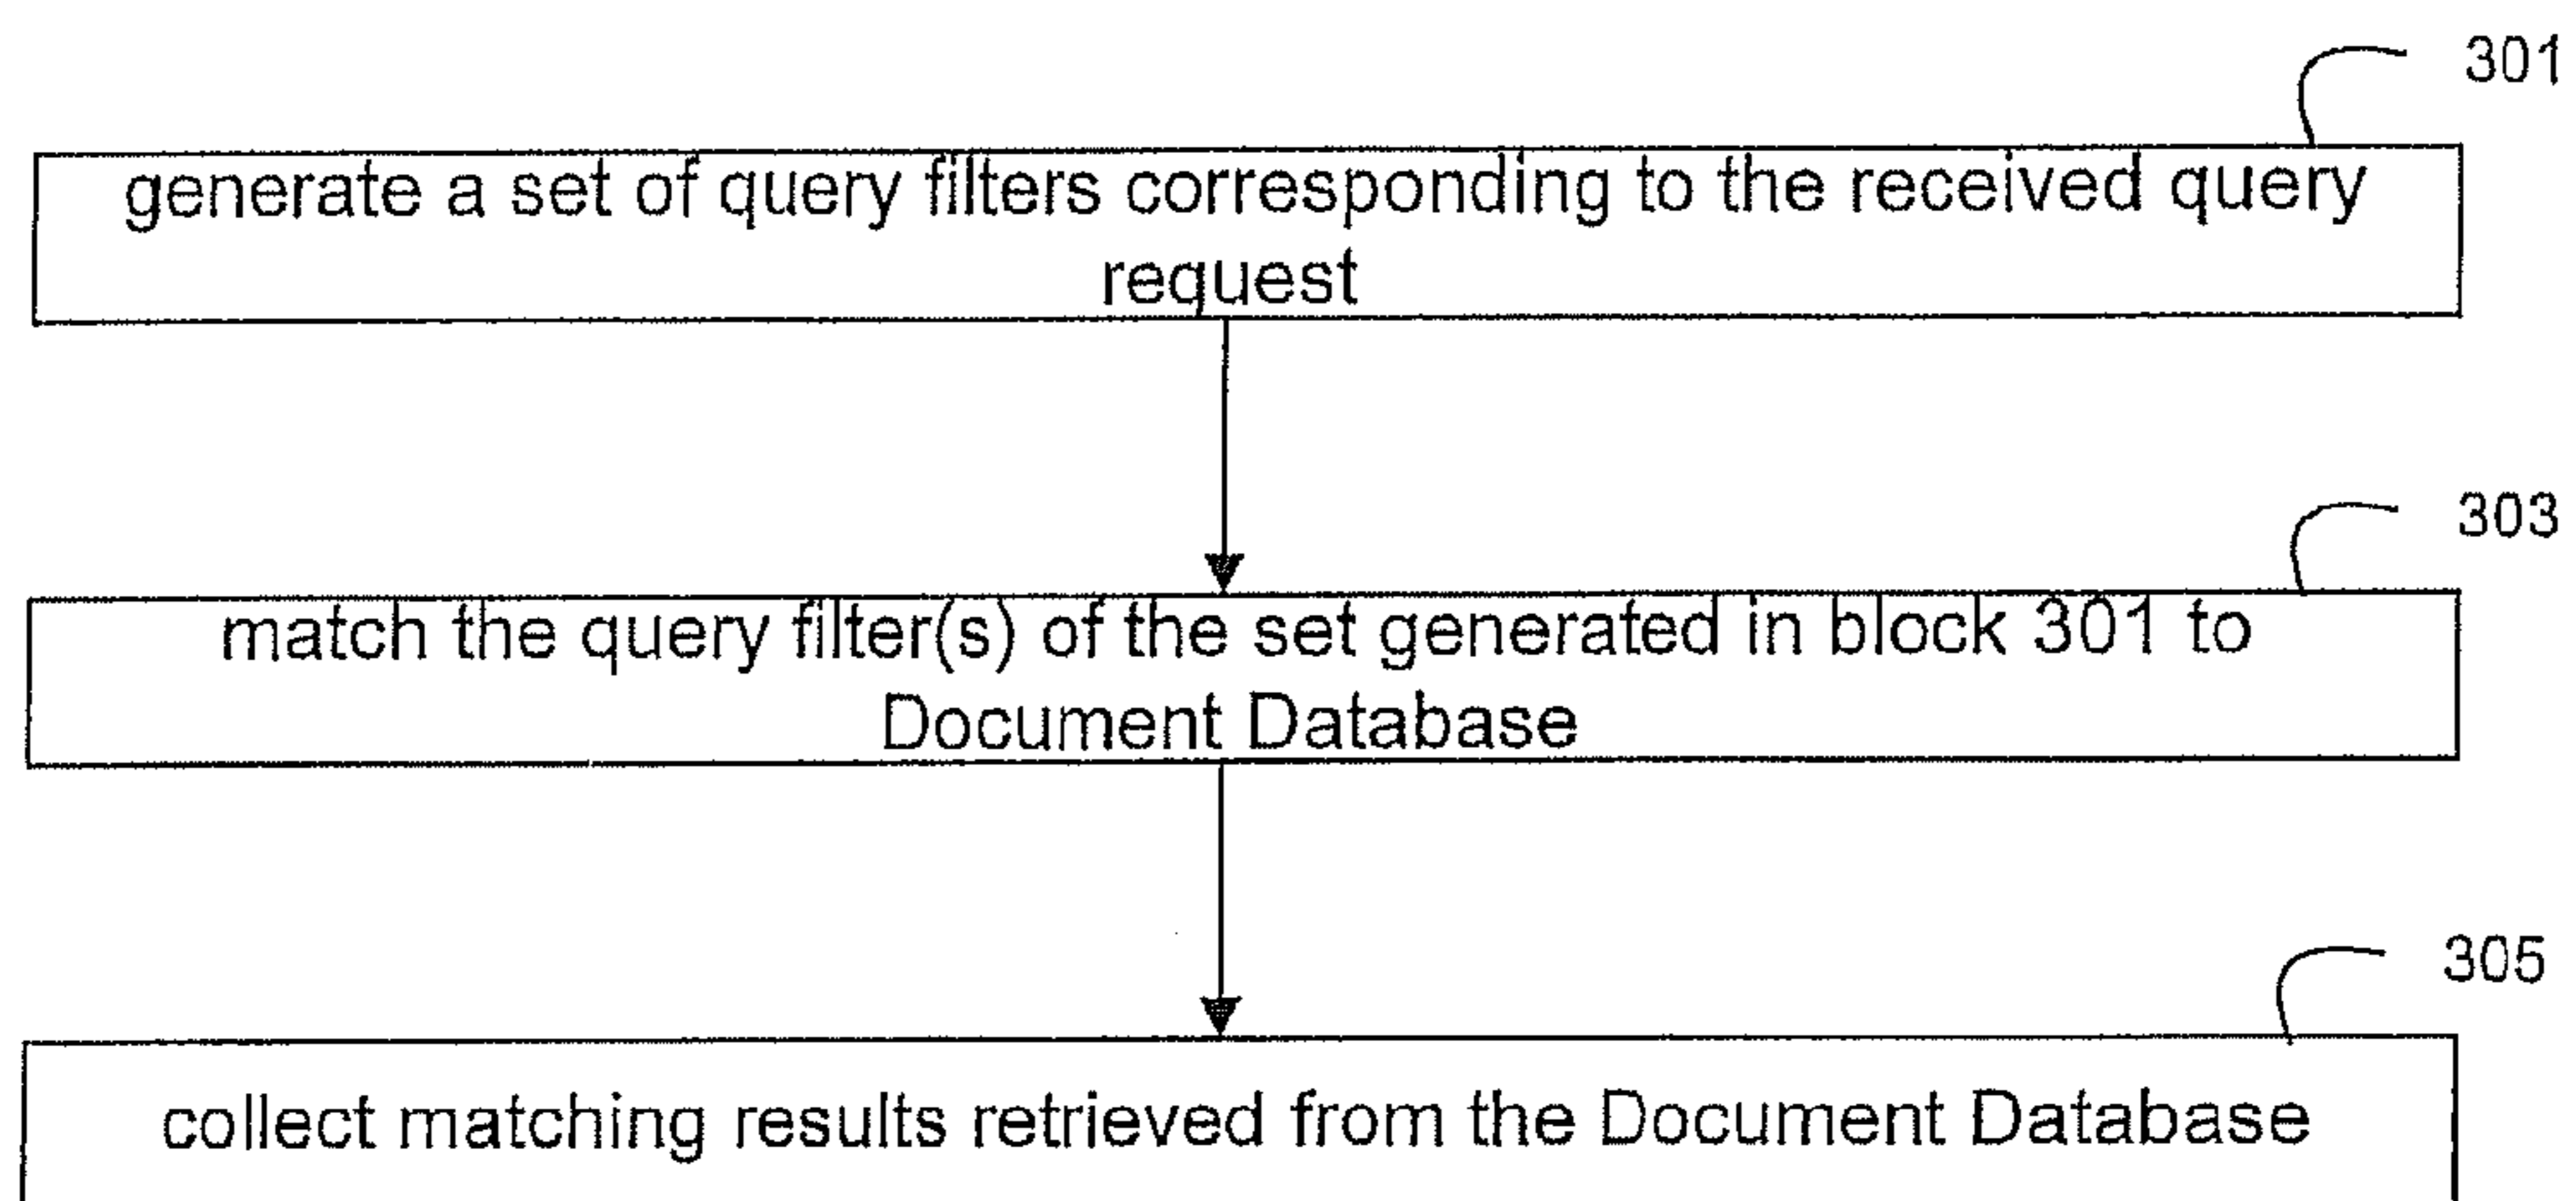 301
generate a set of query filters corresponding to the received query
request
303
match the query filter(s) of the set generated in block 301 to
Document Database
305
collect matching results retrieved from the Document Database